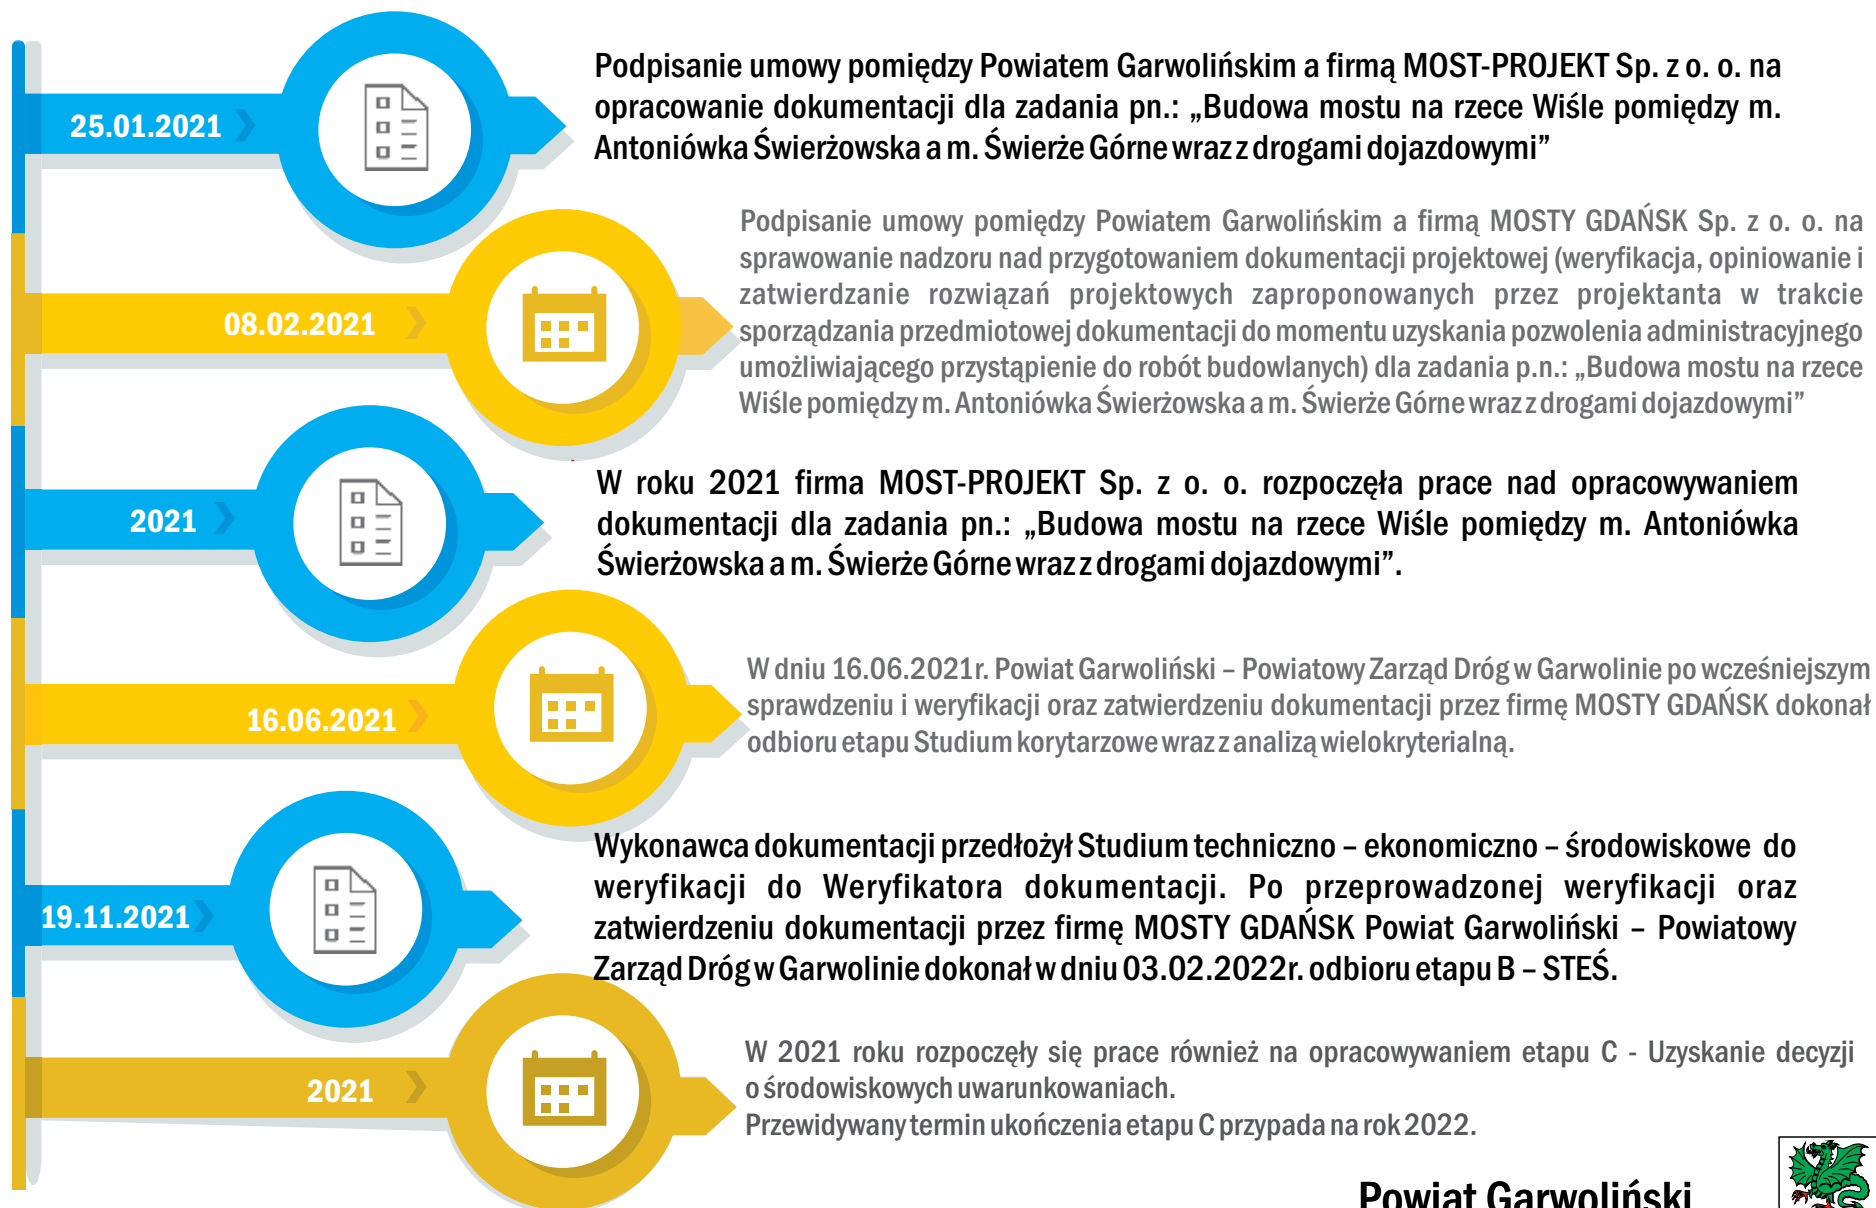 25.01.2021
Podpisanie umowy pomiędzy Powiatem Garwolińskim a firmą MOST-PROJEKT Sp. z o. o. na
opracowanie dokumentacji dla zadania pn.: „Budowa mostu na rzece Wiśle pomiędzy m.
Antoniówka Świerżowska a m. Świerże Górne wraz z drogami dojazdowymi”
08.02.2021
Podpisanie umowy pomiędzy Powiatem Garwolińskim a firmą MOSTY GDAŃSK Sp. z o. o. na
sprawowanie nadzoru nad przygotowaniem dokumentacji projektowej (weryfikacja, opiniowanie i
zatwierdzanie rozwiązań projektowych zaproponowanych przez projektanta w trakcie
sporządzania przedmiotowej dokumentacji do momentu uzyskania pozwolenia administracyjnego
umożliwiającego przystąpienie do robót budowlanych) dla zadania p.n.: „Budowa mostu na rzece
Wiśle pomiędzy m. Antoniówka Świerżowska a m. Świerże Górne wraz z drogami dojazdowymi”
2021
W roku 2021 firma MOST-PROJEKT Sp. z o. o. rozpoczęła prace nad opracowywaniem
dokumentacji dla zadania pn.: „Budowa mostu na rzece Wiśle pomiędzy m. Antoniówka
Świerżowska a m. Świerże Górne wraz z drogami dojazdowymi”.
16.06.2021
W dniu 16.06.2021r. Powiat Garwoliński – Powiatowy Zarząd Dróg w Garwolinie po wcześniejszym
sprawdzeniu i weryfikacji oraz zatwierdzeniu dokumentacji przez firmę MOSTY GDAŃSK dokonał
odbioru etapu Studium korytarzowe wraz z analizą wielokryterialną.
19.11.2021
Wykonawca dokumentacji przedłożył Studium techniczno – ekonomiczno – środowiskowe do
weryfikacji do Weryfikatora dokumentacji. Po przeprowadzonej weryfikacji oraz
zatwierdzeniu dokumentacji przez firmę MOSTY GDAŃSK Powiat Garwoliński – Powiatowy
Zarząd Dróg w Garwolinie dokonał w dniu 03.02.2022r. odbioru etapu B – STEŚ.
2021
W 2021 roku rozpoczęły się prace również na opracowywaniem etapu C - Uzyskanie decyzji
o środowiskowych uwarunkowaniach.
Przewidywany termin ukończenia etapu C przypada na rok 2022.
Powiat Garwoliński